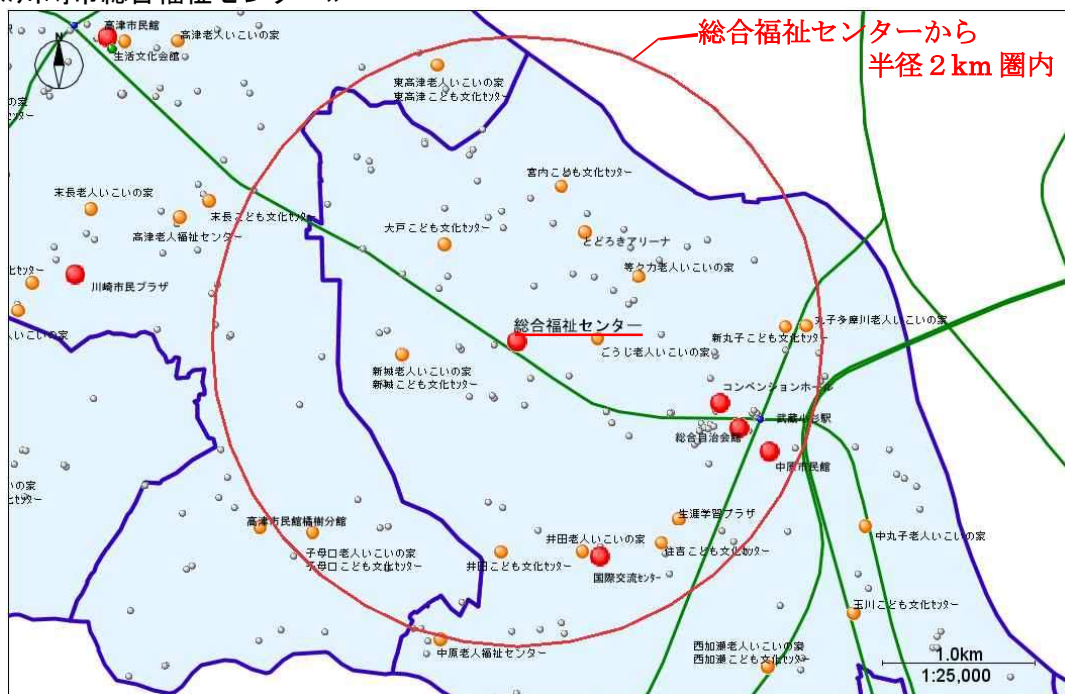 総合福祉センターから
半径2km圏内
N
高津市民館
高津老人いこいの家
生活文化会館
東高津老人いこいの家
東高津こども文化センター
宮内こども文化センター
末長老人いこいの家
末長こども文化センター
高津老人福祉センター
大戸こども文化センター
とどろきアリーナ
等々力老人いこいの家
川崎市民プラザ
総合福祉センター
丸子多摩川老人いこいの家
新丸子こども文化センター
ごうじ老人いこいの家
新城老人いこいの家
新城こども文化センター
コンベンションホール
武蔵小杉駅
総合自治会館
中原市民館
生涯学習プラザ
高津市民館橘樹分館
子母口老人いこいの家
子母口こども文化センター
井田老人いこいの家
住吉こども文化センター
井田こども文化センター
国際交流センター
中丸子老人いこいの家
玉川こども文化センター
中原老人福祉センター
西加瀬老人いこいの家
西加瀬こども文化センター
1.0km
1:25,000